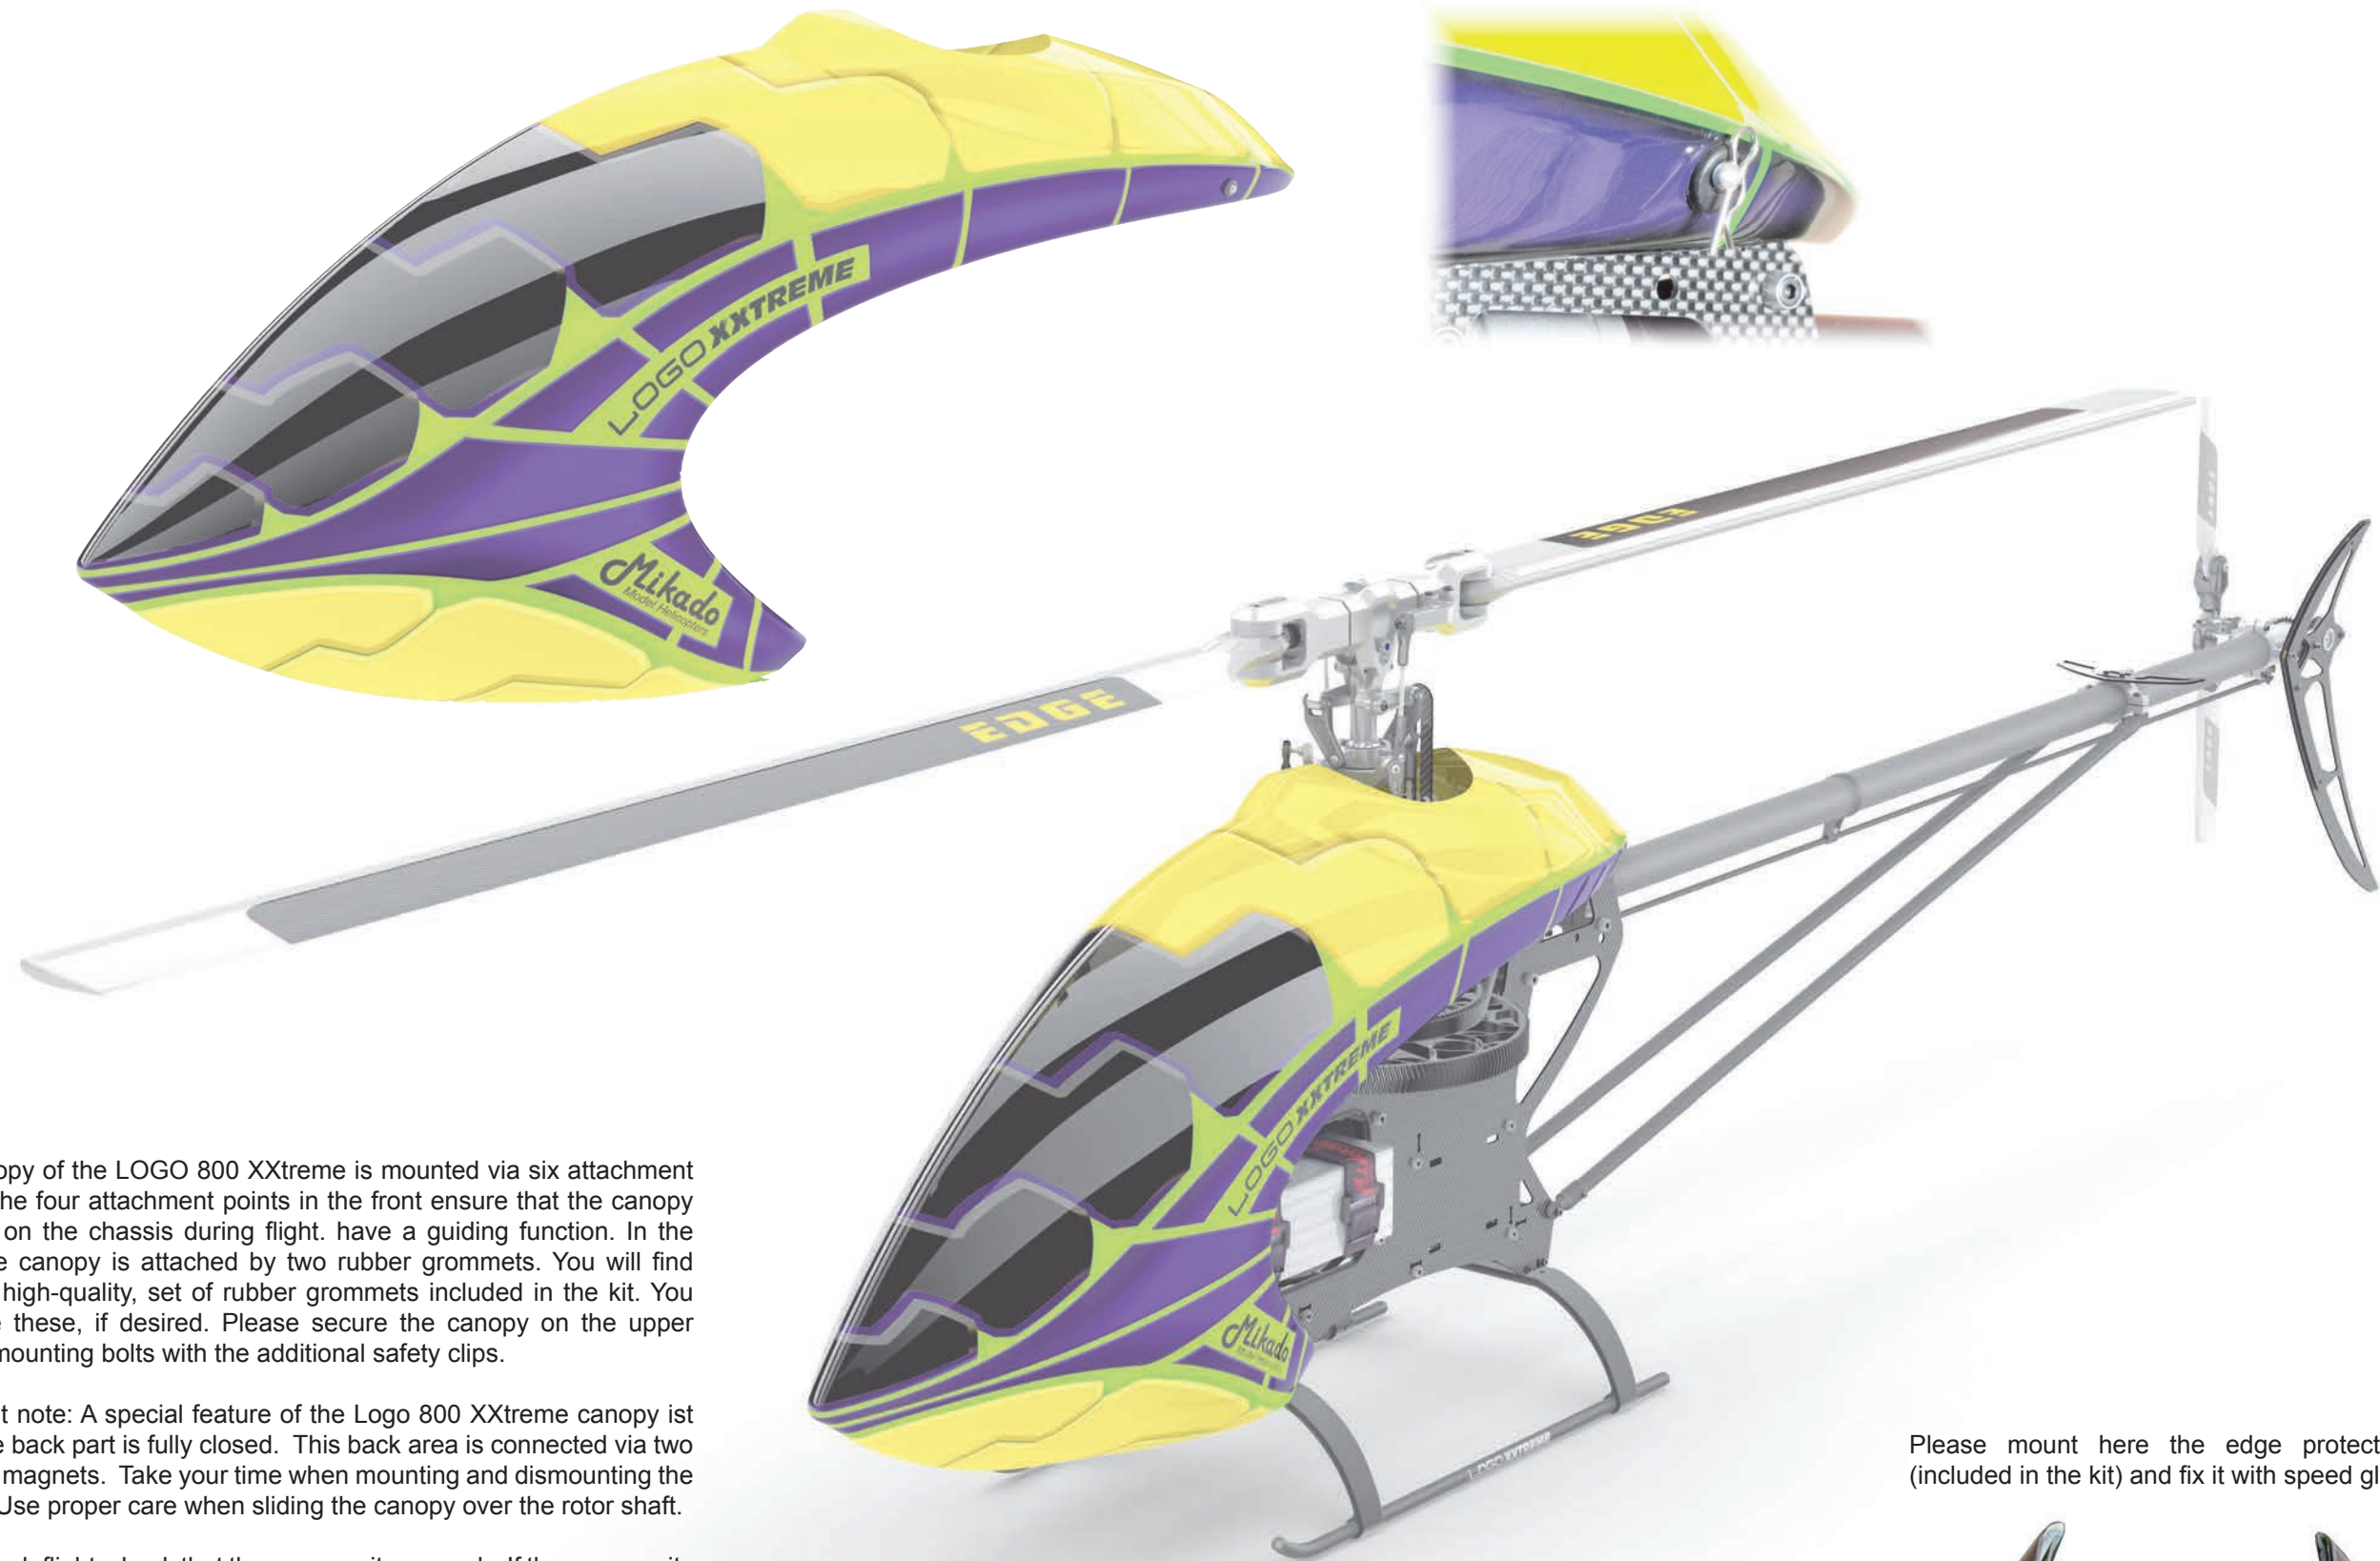 LOGO XXTREME
Mikado
Model Helicopters
EDGE
EDGE
LOGO XXTREME
Mikado
LOGO XXTREME
opy of the LOGO 800 XXtreme is mounted via six attachment
he four attachment points in the front ensure that the canopy
on the chassis during flight. have a guiding function. In the
e canopy is attached by two rubber grommets. You will find
high-quality, set of rubber grommets included in the kit. You
e these, if desired. Please secure the canopy on the upper
mounting bolts with the additional safety clips.
t note: A special feature of the Logo 800 XXtreme canopy ist
e back part is fully closed. This back area is connected via two
magnets. Take your time when mounting and dismounting the
Use proper care when sliding the canopy over the rotor shaft.
Please mount here the edge protect
(included in the kit) and fix it with speed gl